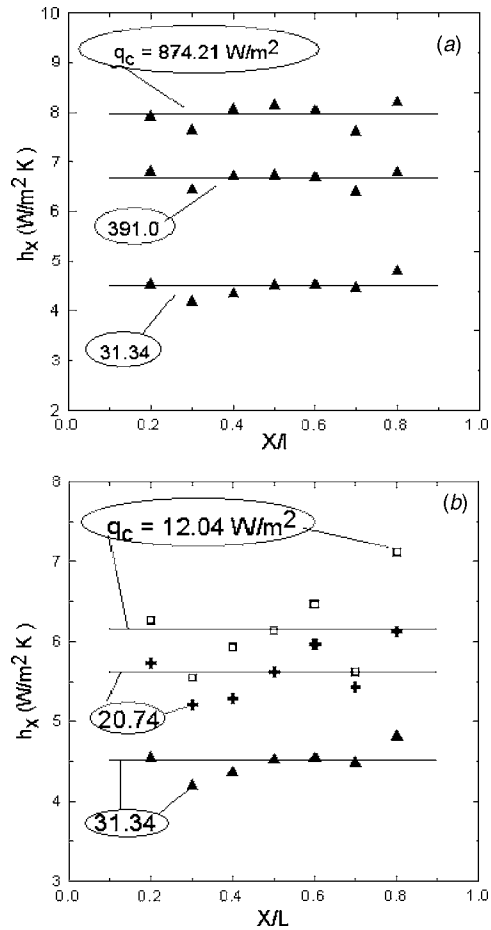 (a)
10
9
8
7
6
5
4
3
2
h_x (W/m² K)
q_c = 874.21 W/m²
391.0
31.34
0.0 0.2 0.4 0.6 0.8 1.0
X/l
(b)
8
7
6
5
4
3
h_x (W/m² K)
q_c = 12.04 W/m²
20.74
31.34
0.0 0.2 0.4 0.6 0.8 1.0
X/L